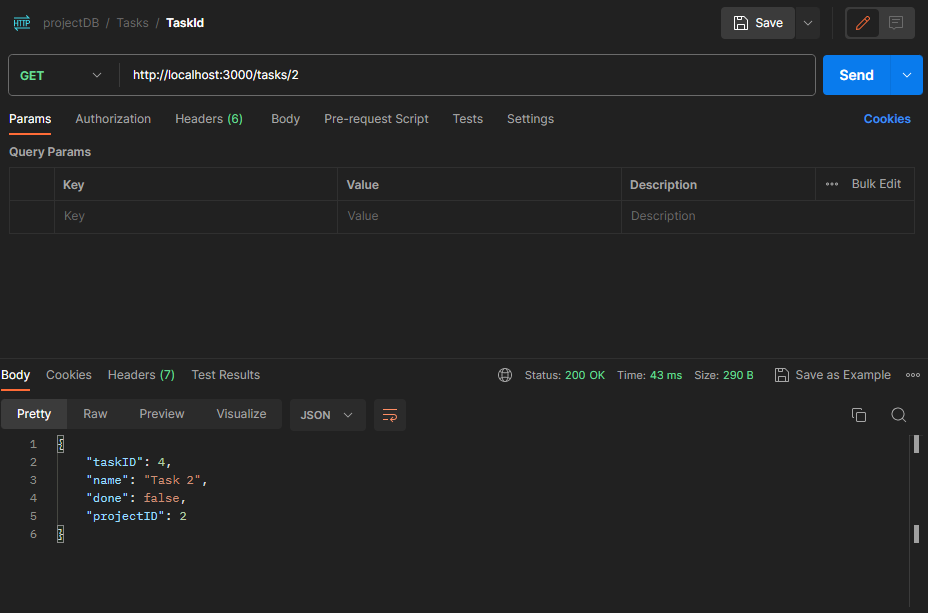 HTTP projectDB / Tasks / TaskId Save
GET http://localhost:3000/tasks/2 Send
Params Authorization Headers (6) Body Pre-request Script Tests Settings Cookies
Query Params
Key Value Description ••• Bulk Edit
Key Value Description
Body Cookies Headers (7) Test Results Status: 200 OK Time: 43 ms Size: 290 B Save as Example
Pretty Raw Preview Visualize JSON
1 {
2 "taskID": 4,
3 "name": "Task 2",
4 "done": false,
5 "projectID": 2
6 }